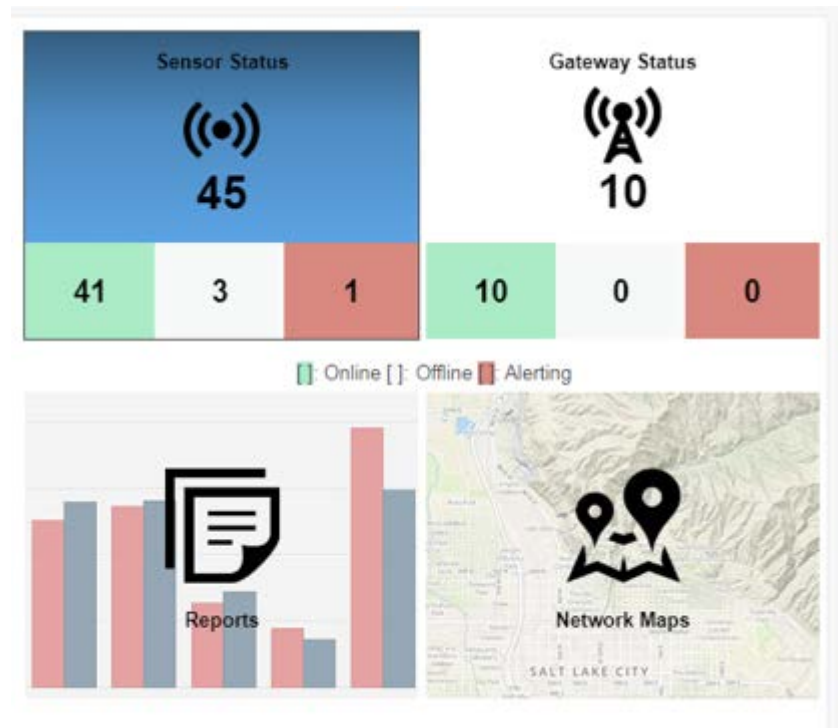 Sensor Status
45
41 3 1
Gateway Status
10
10 0 0
[ ]: Online [ ]: Offline [ ]: Alerting
Reports
Network Maps
SALT LAKE CITY